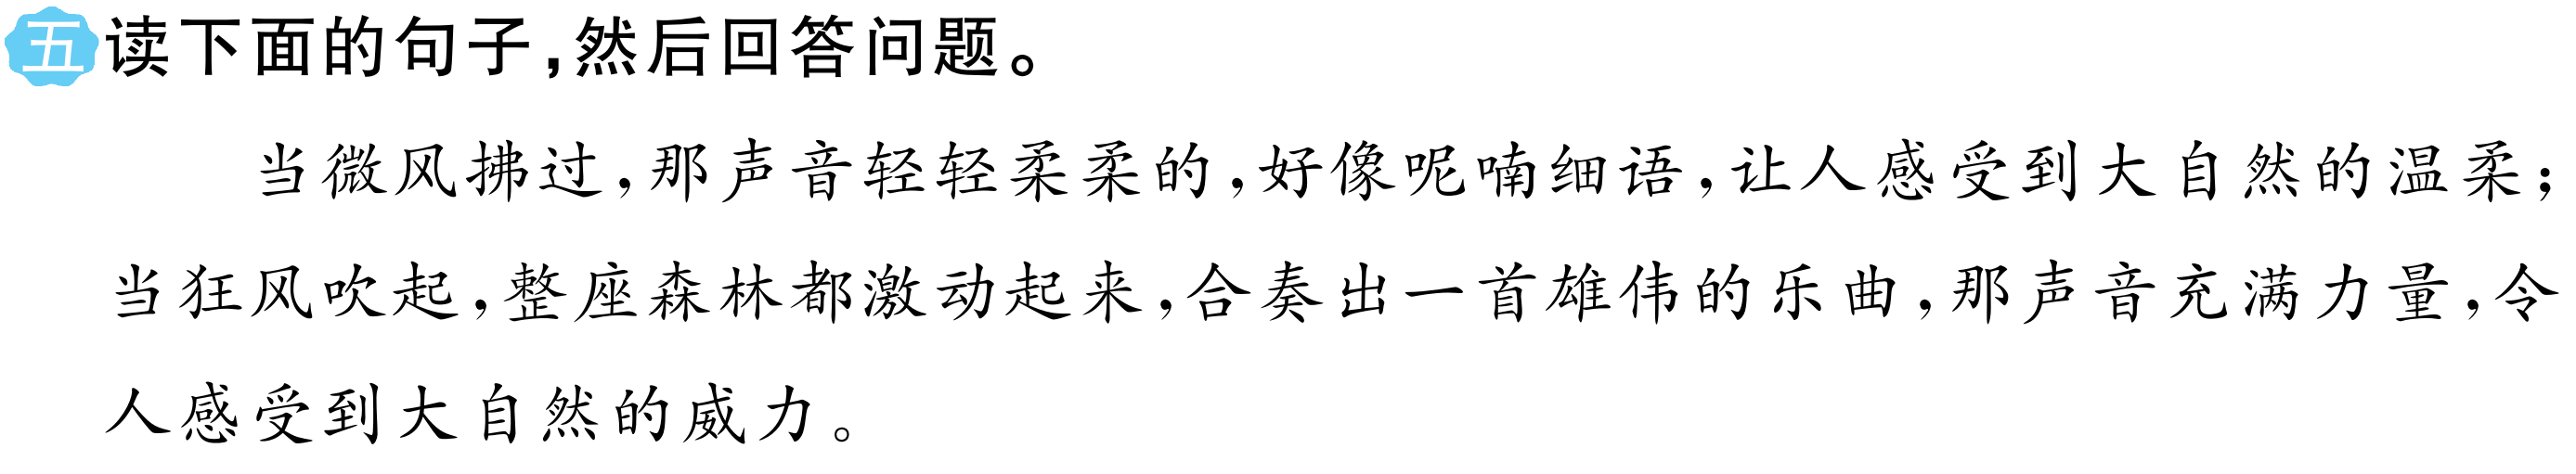 五 读下面的句子,然后回答问题。
当微风拂过,那声音轻轻柔柔的,好像呢喃细语,让人感受到大自然的温柔;
当狂风吹起,整座森林都激动起来,合奏出一首雄伟的乐曲,那声音充满力量,令
人感受到大自然的威力。